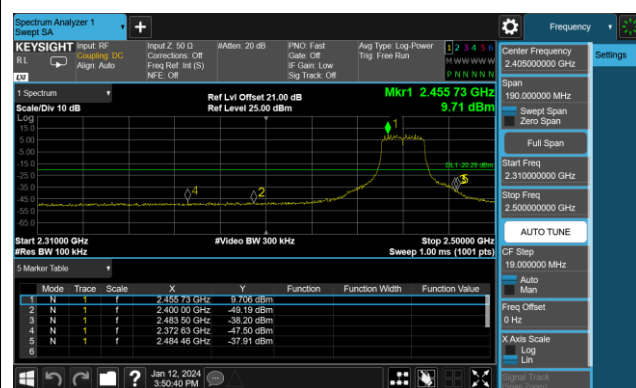 Spectrum Analyzer 1
Swept SA
Frequency
KEYSIGHT
RL
Input: RF
Coupling: DC
Align: Auto
Input Z: 50 Ω
Corrections: Off
Freq Ref: Int (S)
NFE: Off
#Atten: 20 dB
PNO: Fast
Gate: Off
IF Gain: Low
Sig Track: Off
Avg Type: Log-Power
Trig: Free Run
1 2 3 4 5 6
M W W W W W
P N N N N N
Center Frequency
2.405000000 GHz
Settings
Span
190.000000 MHz
Swept Span
Zero Span
Full Span
Start Freq
2.310000000 GHz
Stop Freq
2.500000000 GHz
AUTO TUNE
CF Step
19.000000 MHz
Auto
Man
Freq Offset
0 Hz
X Axis Scale
Log
Lin
Signal Track
1 Spectrum
Scale/Div 10 dB
Ref Lvl Offset 21.00 dB
Ref Level 25.00 dBm
Mkr1 2.455 73 GHz
9.71 dBm
Log
15.0
5.00
-5.00
-15.0
-25.0
-35.0
-45.0
-55.0
-65.0
1
DL1 -20.29 dBm
4
2
Start 2.31000 GHz
#Res BW 100 kHz
#Video BW 300 kHz
Stop 2.50000 GHz
Sweep 1.00 ms (1001 pts)
5 Marker Table
Mode Trace Scale X Y Function Function Width Function Value
1 N 1 f 2.455 73 GHz 9.706 dBm
2 N 1 f 2.400 00 GHz -49.19 dBm
3 N 1 f 2.483 50 GHz -38.20 dBm
4 N 1 f 2.372 63 GHz -47.50 dBm
5 N 1 f 2.484 46 GHz -37.91 dBm
6
?
Jan 12, 2024
3:50:40 PM